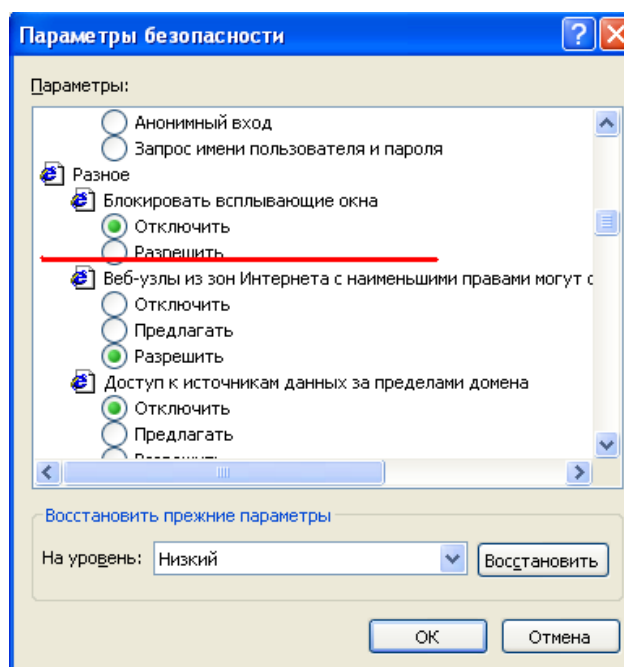 Параметры безопасности
Параметры:
Анонимный вход
Запрос имени пользователя и пароля
Разное
Блокировать всплывающие окна
Отключить
Разрешить
Веб-узлы из зон Интернета с наименьшими правами могут с
Отключить
Предлагать
Разрешить
Доступ к источникам данных за пределами домена
Отключить
Предлагать
Восстановить прежние параметры
На уровень: Низкий Восстановить
ОК Отмена